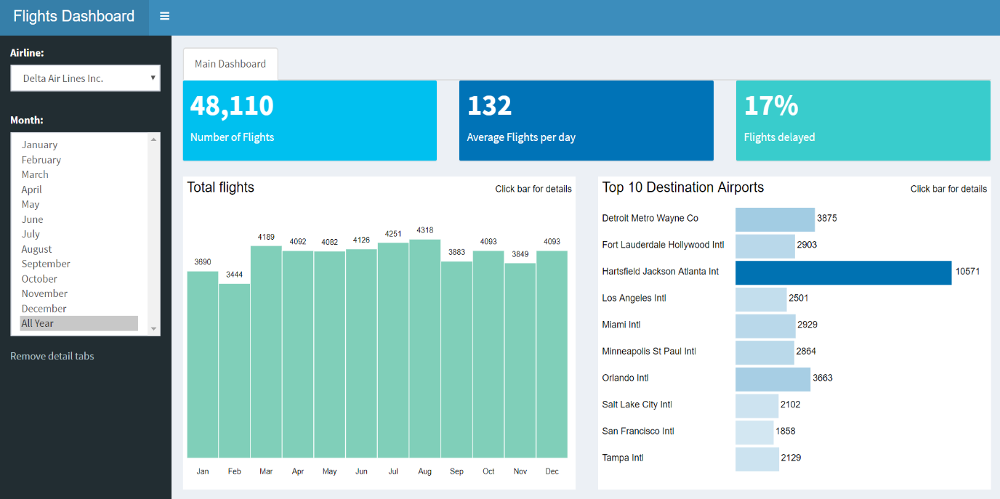 Flights Dashboard
Airline:
Delta Air Lines Inc.
Month:
January
February
March
April
May
June
July
August
September
October
November
December
All Year
Remove detail tabs
Main Dashboard
48,110
Number of Flights
132
Average Flights per day
17%
Flights delayed
Total flights
Click bar for details
3690
3444
4189
4092
4082
4126
4251
4318
3883
4093
3849
4093
Jan
Feb
Mar
Apr
May
Jun
Jul
Aug
Sep
Oct
Nov
Dec
Top 10 Destination Airports
Click bar for details
Detroit Metro Wayne Co 3875
Fort Lauderdale Hollywood Intl 2903
Hartsfield Jackson Atlanta Int 10571
Los Angeles Intl 2501
Miami Intl 2929
Minneapolis St Paul Intl 2864
Orlando Intl 3663
Salt Lake City Intl 2102
San Francisco Intl 1858
Tampa Intl 2129